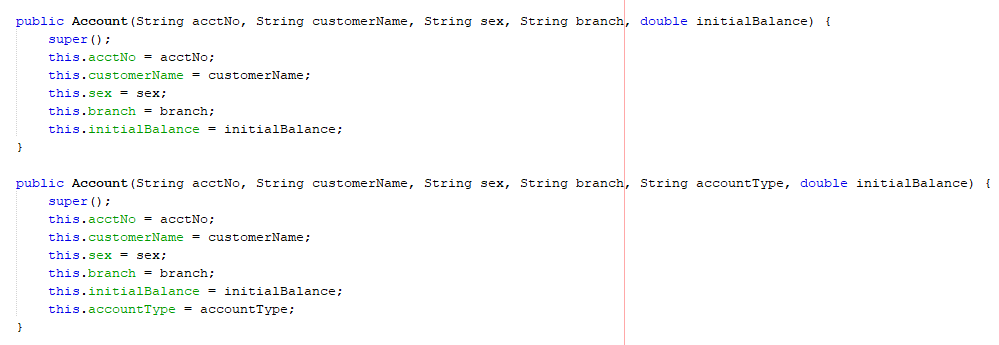 public Account(String acctNo, String customerName, String sex, String branch, double initialBalance) {
    super();
    this.acctNo = acctNo;
    this.customerName = customerName;
    this.sex = sex;
    this.branch = branch;
    this.initialBalance = initialBalance;
}

public Account(String acctNo, String customerName, String sex, String branch, String accountType, double initialBalance) {
    super();
    this.acctNo = acctNo;
    this.customerName = customerName;
    this.sex = sex;
    this.branch = branch;
    this.initialBalance = initialBalance;
    this.accountType = accountType;
}